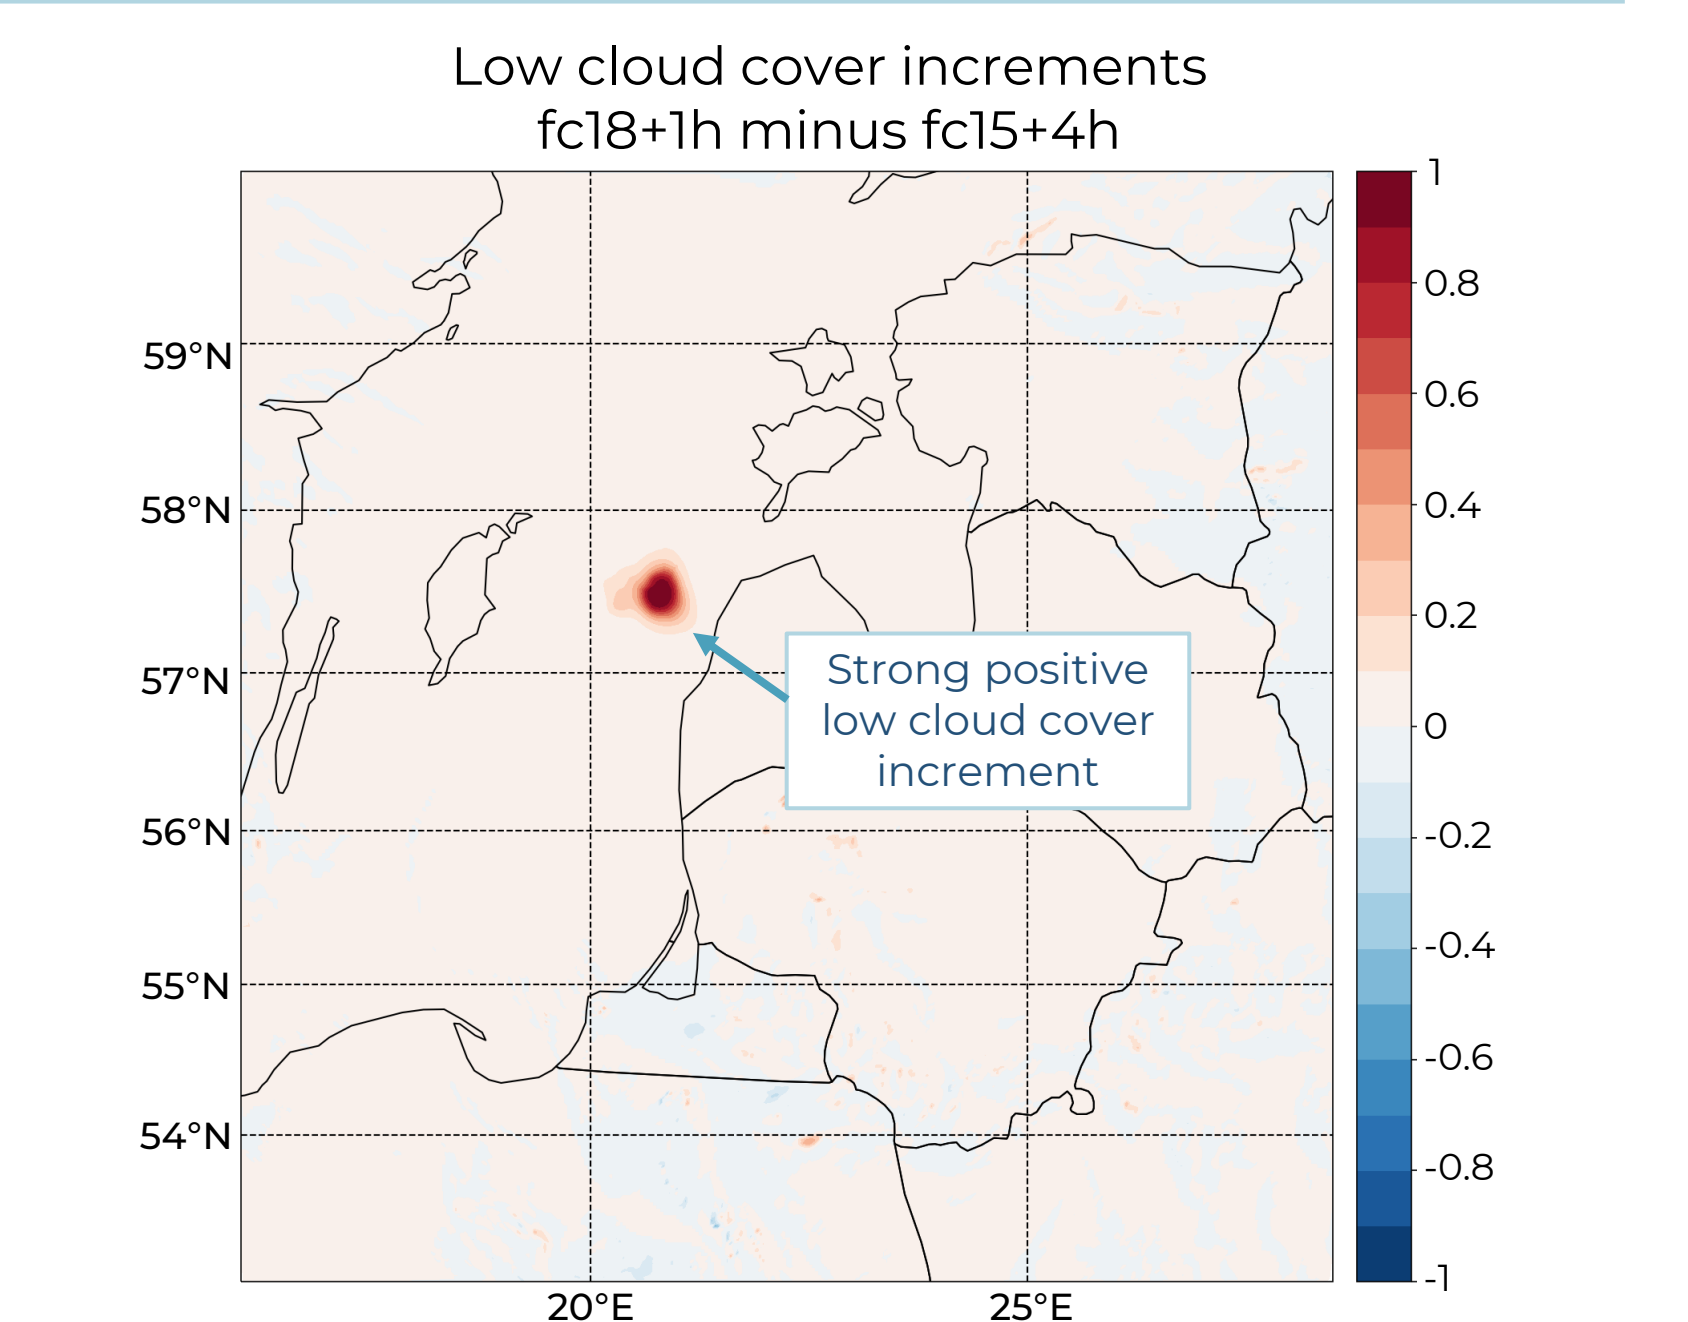 Low cloud cover increments
fc18+1h minus fc15+4h
1
0.8
0.6
0.4
0.2
0
-0.2
-0.4
-0.6
-0.8
-1
59°N
58°N
57°N
56°N
55°N
54°N
Strong positive
low cloud cover
increment
20°E
25°E